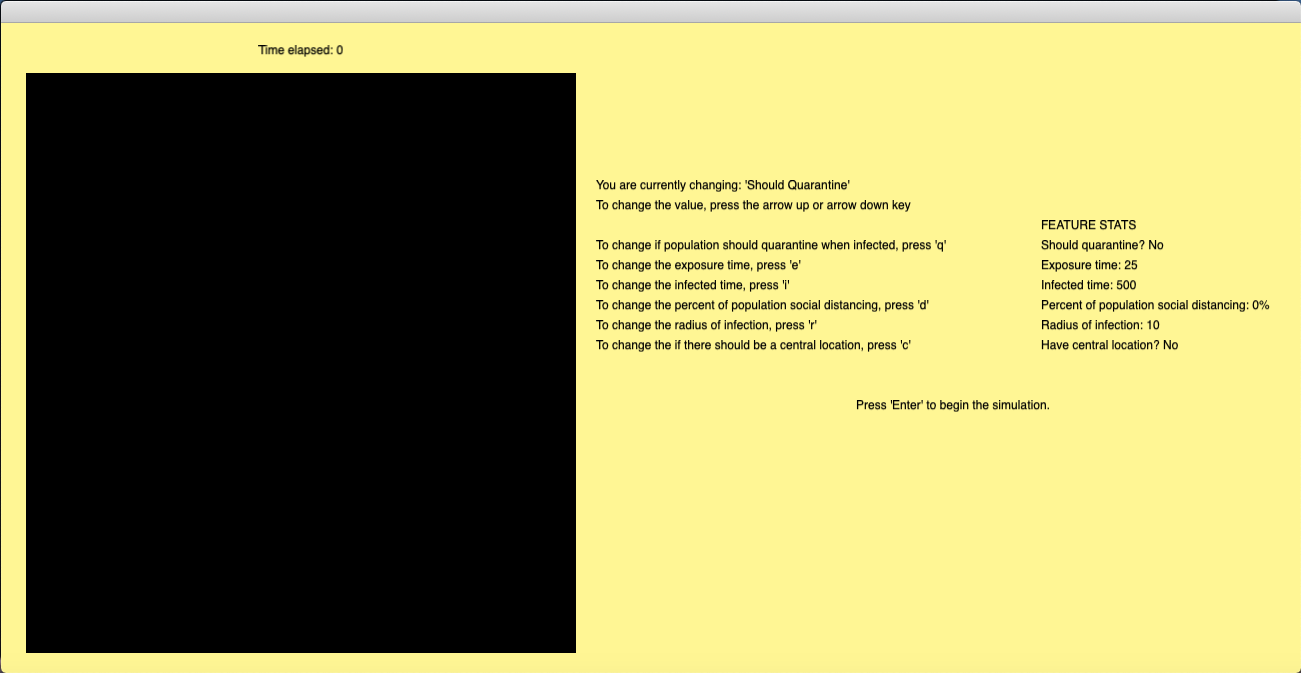 Time elapsed: 0
You are currently changing: 'Should Quarantine'
To change the value, press the arrow up or arrow down key
To change if population should quarantine when infected, press 'q'
To change the exposure time, press 'e'
To change the infected time, press 'i'
To change the percent of population social distancing, press 'd'
To change the radius of infection, press 'r'
To change the if there should be a central location, press 'c'
FEATURE STATS
Should quarantine? No
Exposure time: 25
Infected time: 500
Percent of population social distancing: 0%
Radius of infection: 10
Have central location? No
Press 'Enter' to begin the simulation.